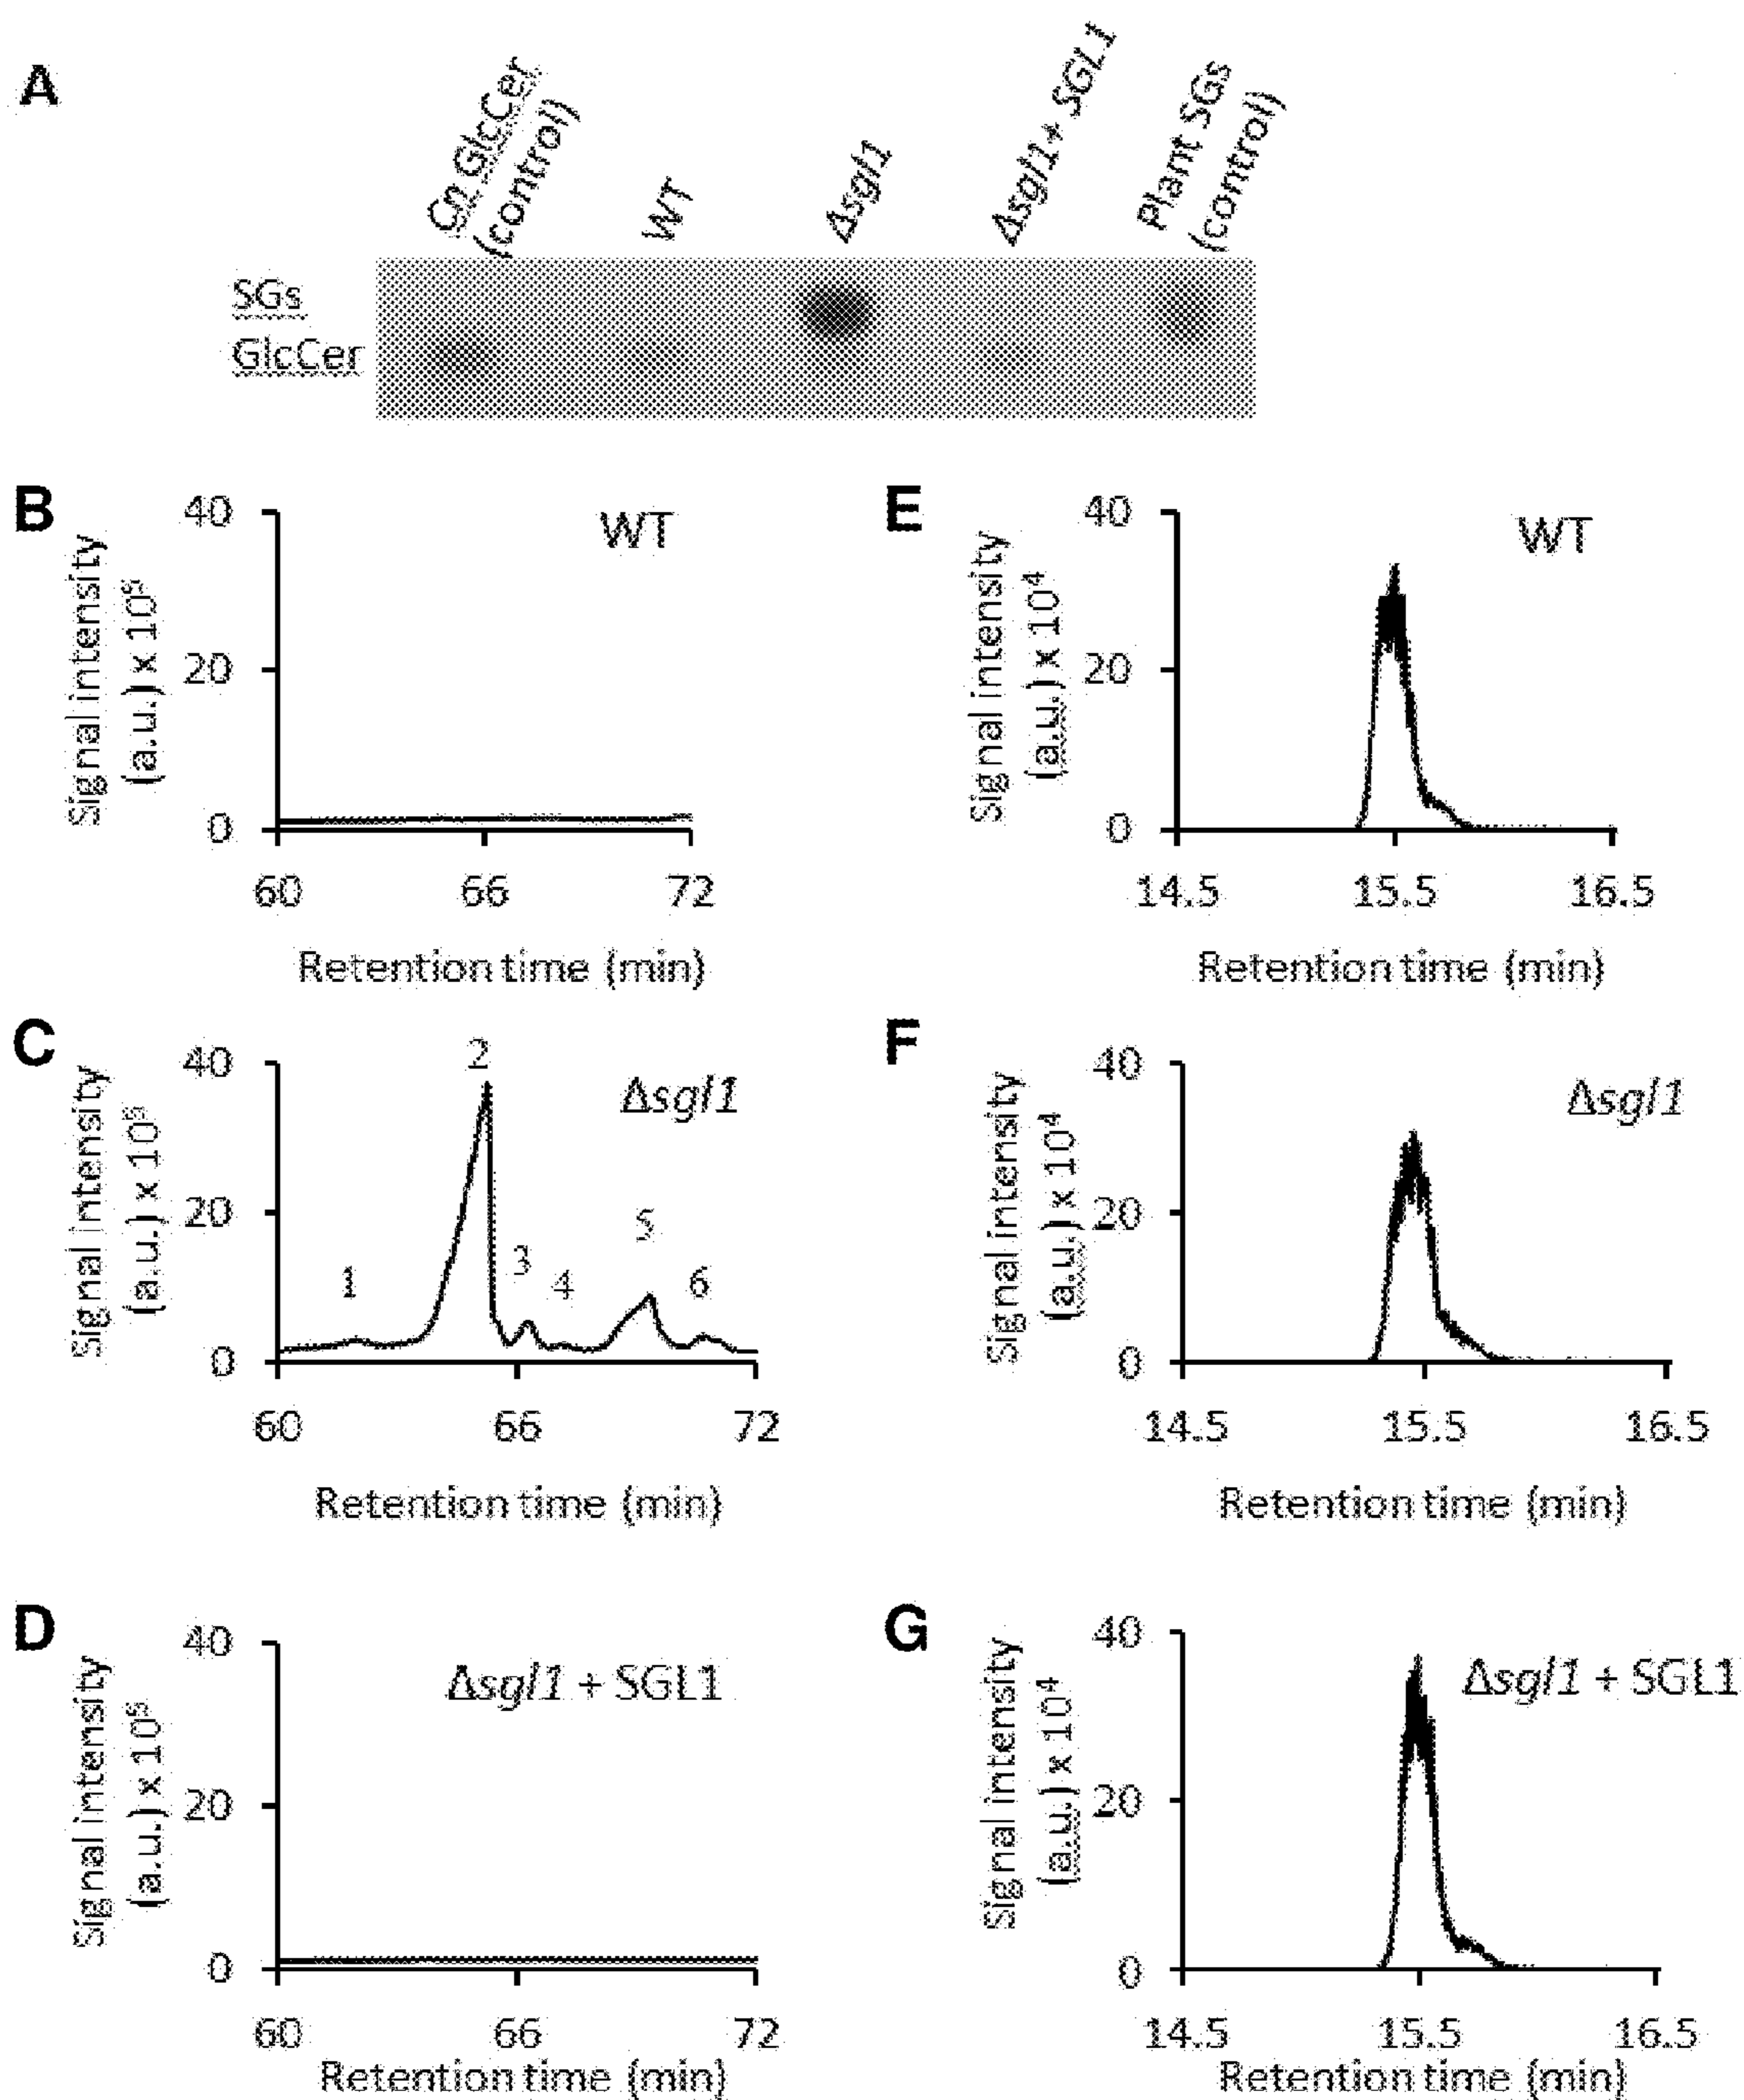 A
Cn GlcCer
(control)
WT
Δsgl1
Δsgl1+ SGL1
Plant SGs
(control)
SGs
GlcCer
B
40
20
0
Signal intensity
(a.u.) x 10⁵
WT
60
66
72
Retention time (min)
E
40
20
0
Signal intensity
(a.u.) x 10⁴
WT
14.5
15.5
16.5
Retention time (min)
C
40
20
0
Signal intensity
(a.u.) x 10⁵
Δsgl1
1
2
3
4
5
6
60
66
72
Retention time (min)
F
40
20
0
Signal intensity
(a.u.) x 10⁴
Δsgl1
14.5
15.5
16.5
Retention time (min)
D
40
20
0
Signal intensity
(a.u.) x 10⁵
Δsgl1 + SGL1
60
66
72
Retention time (min)
G
40
20
0
Signal intensity
(a.u.) x 10⁴
Δsgl1 + SGL1
14.5
15.5
16.5
Retention time (min)